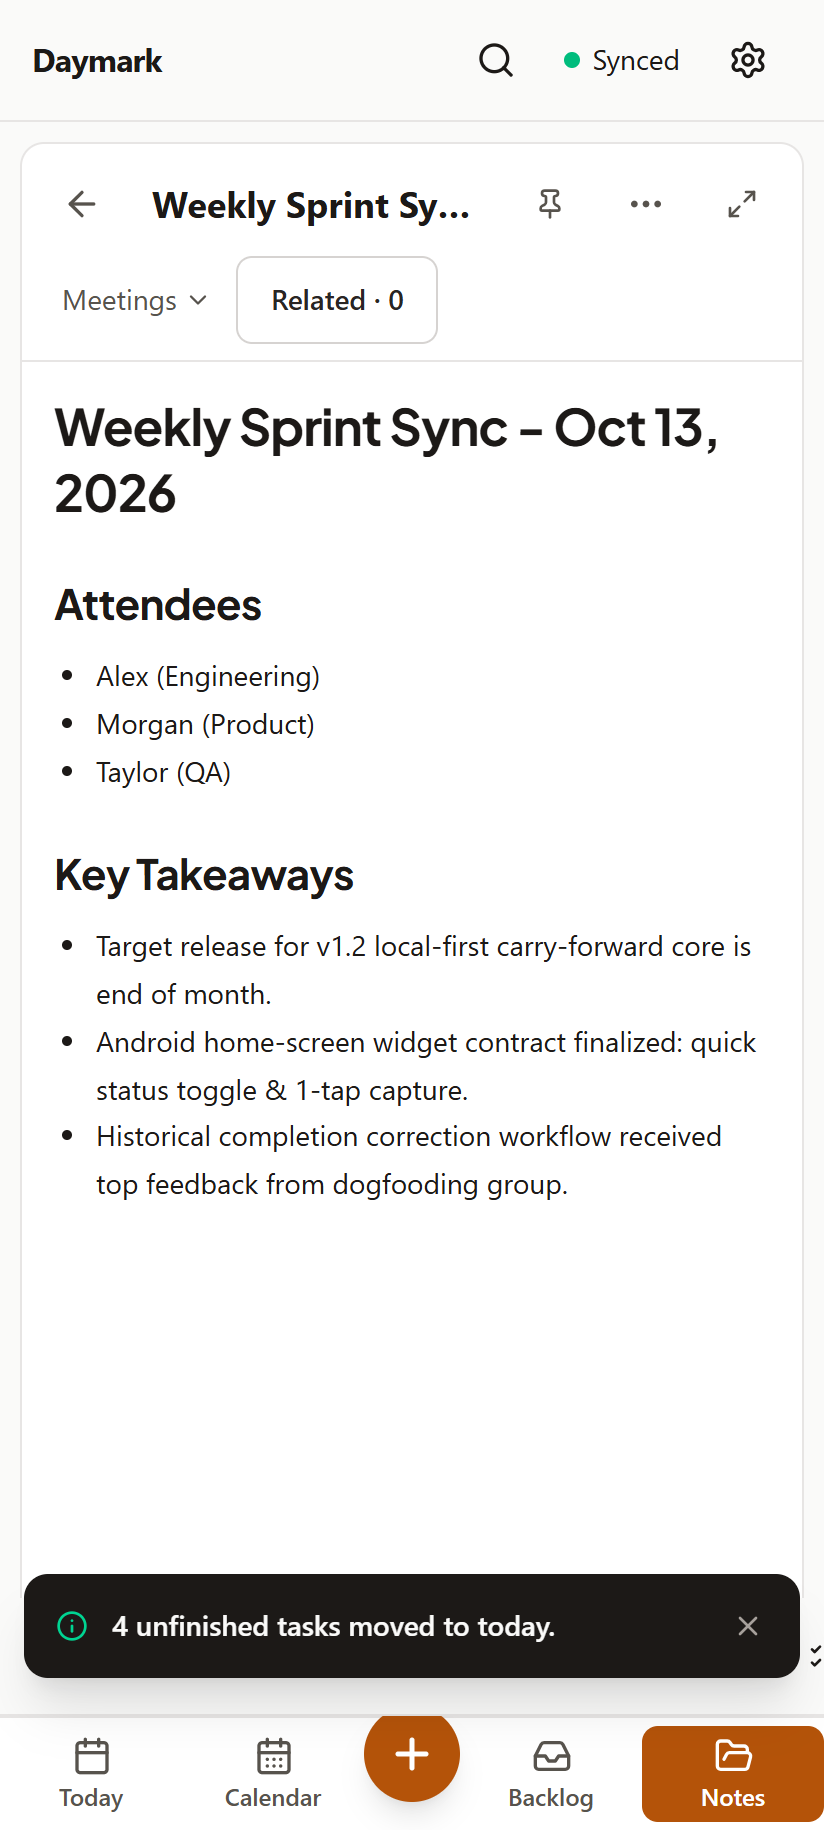 Daymark
Synced
Weekly Sprint Sy...
Meetings
Related · 0
Weekly Sprint Sync – Oct 13,
2026
Attendees
• Alex (Engineering)
• Morgan (Product)
• Taylor (QA)
Key Takeaways
• Target release for v1.2 local-first carry-forward core is
end of month.
• Android home-screen widget contract finalized: quick
status toggle & 1-tap capture.
• Historical completion correction workflow received
top feedback from dogfooding group.
4 unfinished tasks moved to today.
Today
Calendar
Backlog
Notes